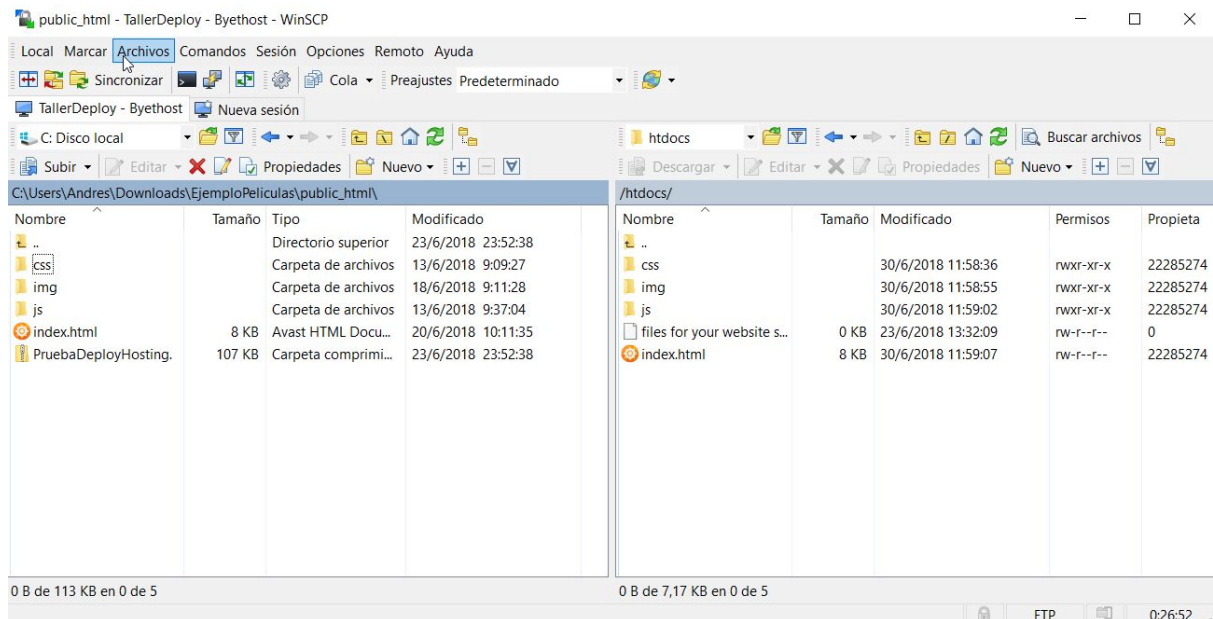 public_html - TallerDeploy - Byethost - WinSCP
Local Marcar Archivos Comandos Sesión Opciones Remoto Ayuda
Sincronizar Cola Preajustes Predeterminado
TallerDeploy - Byethost Nueva sesión
C: Disco local htdocs Buscar archivos
Subir Editar Propiedades Nuevo Descargar Editar Propiedades Nuevo
C:\Users\Andres\Downloads\EjemploPeliculas\public_html\ /htdocs/
Nombre Tamaño Tipo Modificado Nombre Tamaño Modificado Permisos Propieta
.. Directorio superior 23/6/2018 23:52:38 ..
css Carpeta de archivos 13/6/2018 9:09:27 css 30/6/2018 11:58:36 rwxr-xr-x 22285274
img Carpeta de archivos 18/6/2018 9:11:28 img 30/6/2018 11:58:55 rwxr-xr-x 22285274
js Carpeta de archivos 13/6/2018 9:37:04 js 30/6/2018 11:59:02 rwxr-xr-x 22285274
index.html 8 KB Avast HTML Docu... 20/6/2018 10:11:35 files for your website s... 0 KB 23/6/2018 13:32:09 rw-r--r-- 0
PruebaDeployHosting. 107 KB Carpeta comprimi... 23/6/2018 23:52:38 index.html 8 KB 30/6/2018 11:59:07 rw-r--r-- 22285274
0 B de 113 KB en 0 de 5 0 B de 7,17 KB en 0 de 5
FTP 0:26:52